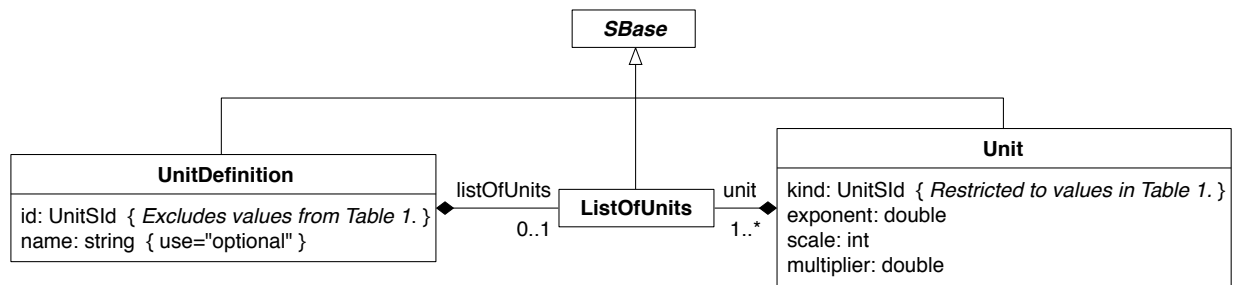 SBase
UnitDefinition
id: UnitSId { Excludes values from Table 1. }
name: string { use="optional" }
listOfUnits
0..1
ListOfUnits
unit
1..*
Unit
kind: UnitSId { Restricted to values in Table 1. }
exponent: double
scale: int
multiplier: double